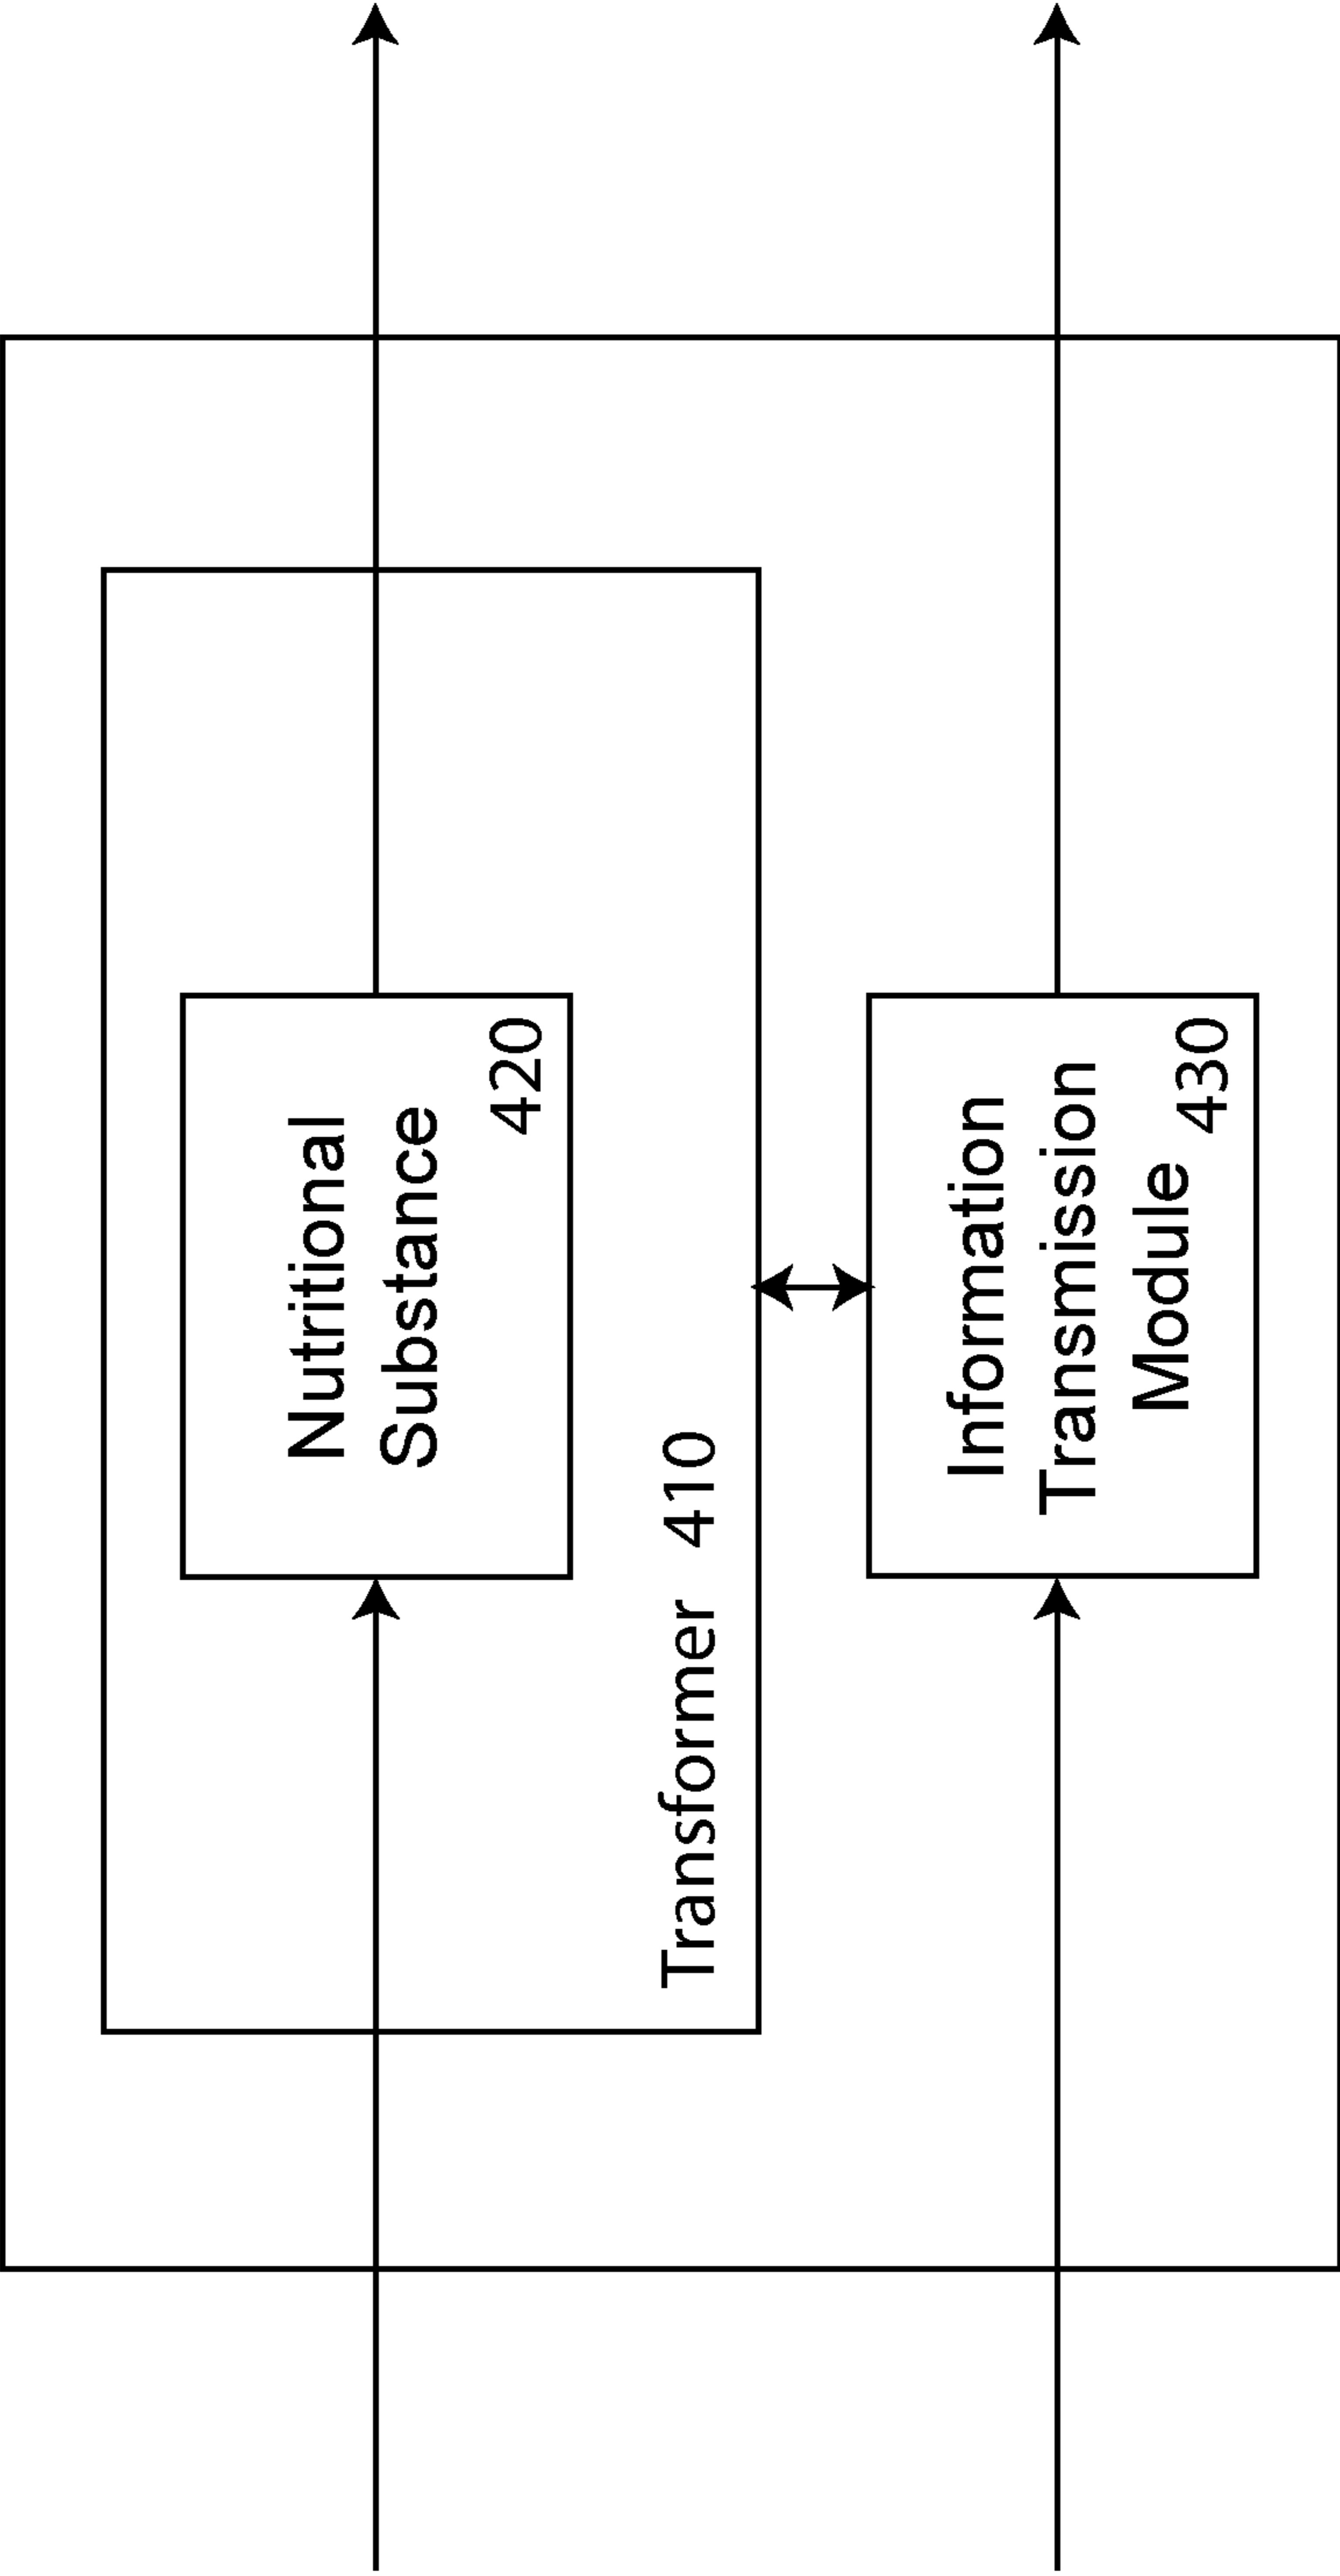 Nutritional
Substance
420
Transformer 410
Information
Transmission
Module 430